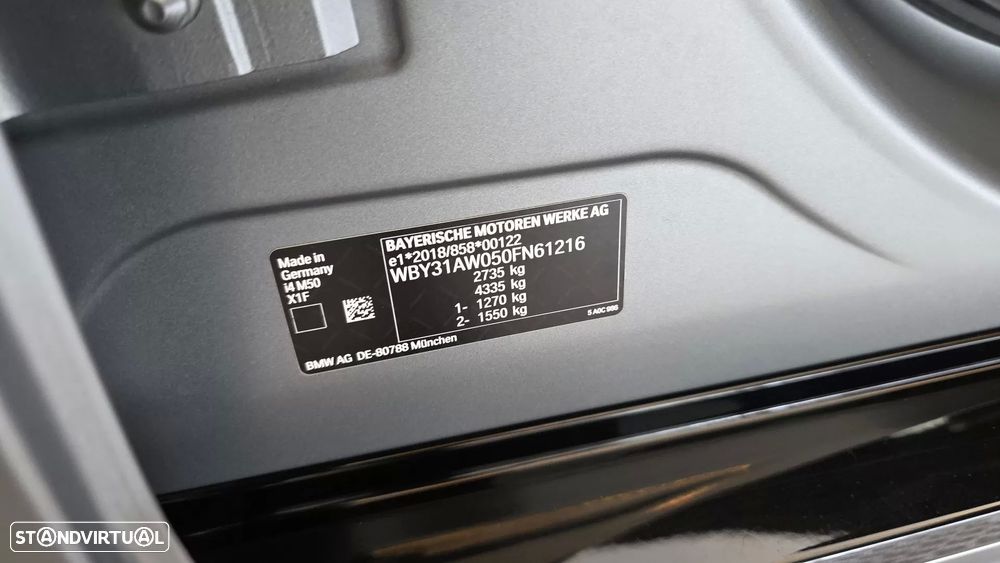 BAYERISCHE MOTOREN WERKE AG
e1*2018/858*00122
WBY31AW050FN61216
2735 kg
4335 kg
1- 1270 kg
2- 1550 kg
Made in
Germany
i4 M50
X1F
5 A0C 986
BMW AG DE-80788 München
STANDVIRTUAL